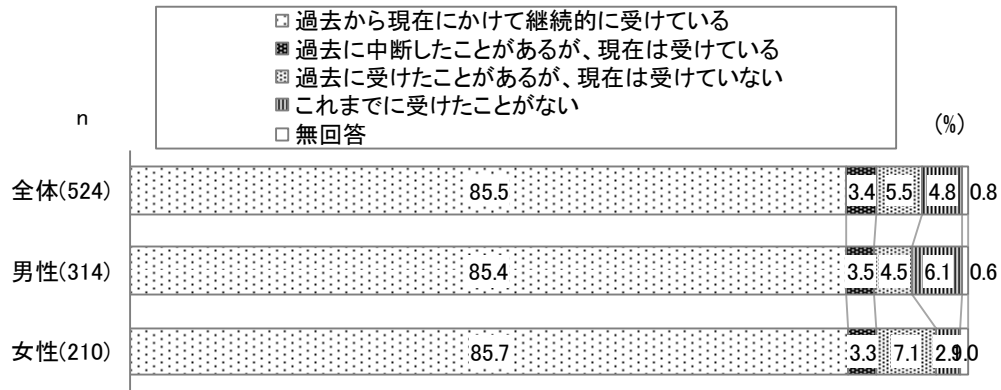 過去から現在にかけて継続的に受けている
過去に中断したことがあるが、現在は受けている
過去に受けたことがあるが、現在は受けていない
これまでに受けたことがない
無回答
n
(%)
全体(524) 85.5 3.4 5.5 4.8 0.8
男性(314) 85.4 3.5 4.5 6.1 0.6
女性(210) 85.7 3.3 7.1